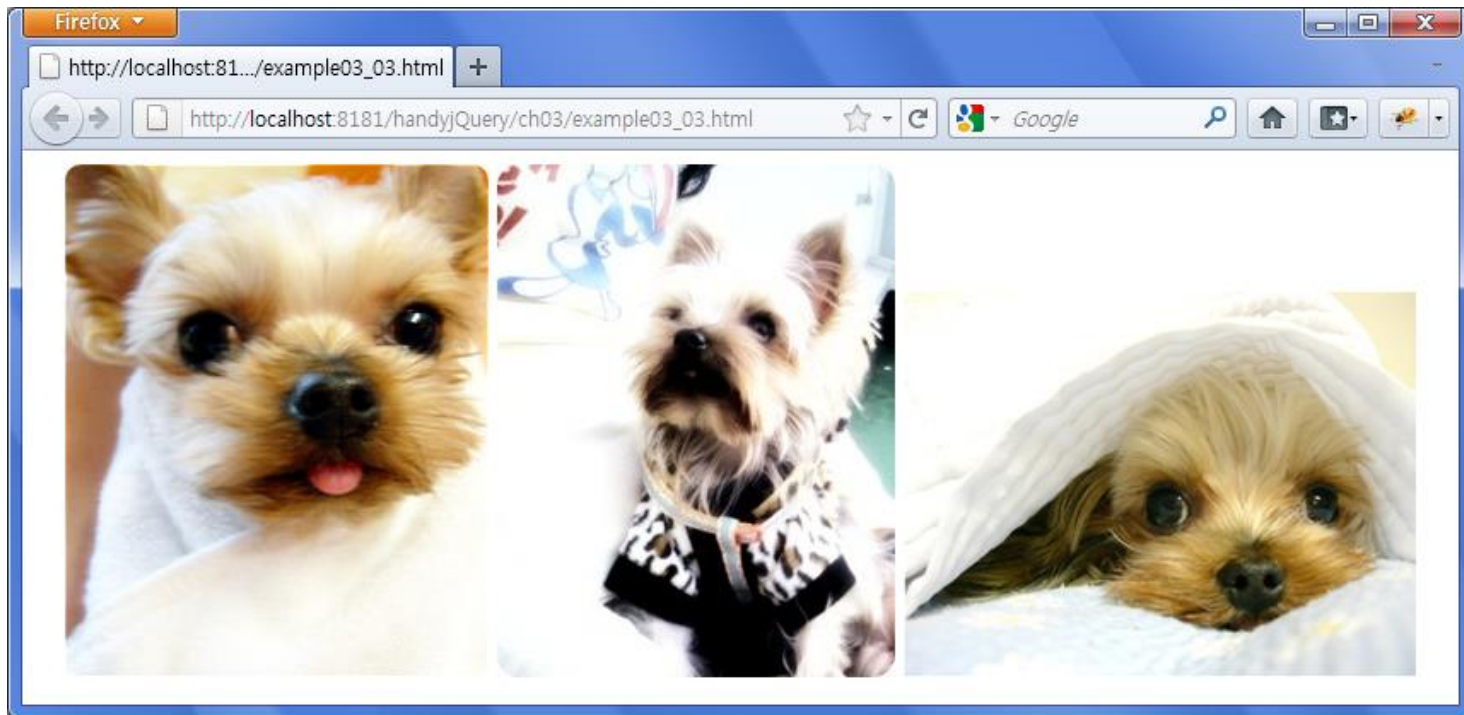 Firefox
http://localhost:81.../example03_03.html
http://localhost:8181/handyjQuery/ch03/example03_03.html
Google